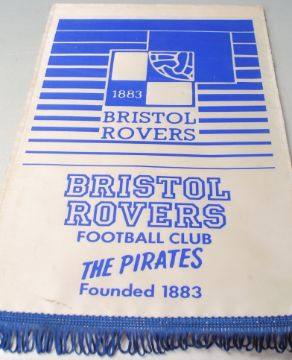 1883
BRISTOL
ROVERS
BRISTOL
ROVERS
FOOTBALL CLUB
THE PIRATES
Founded 1883